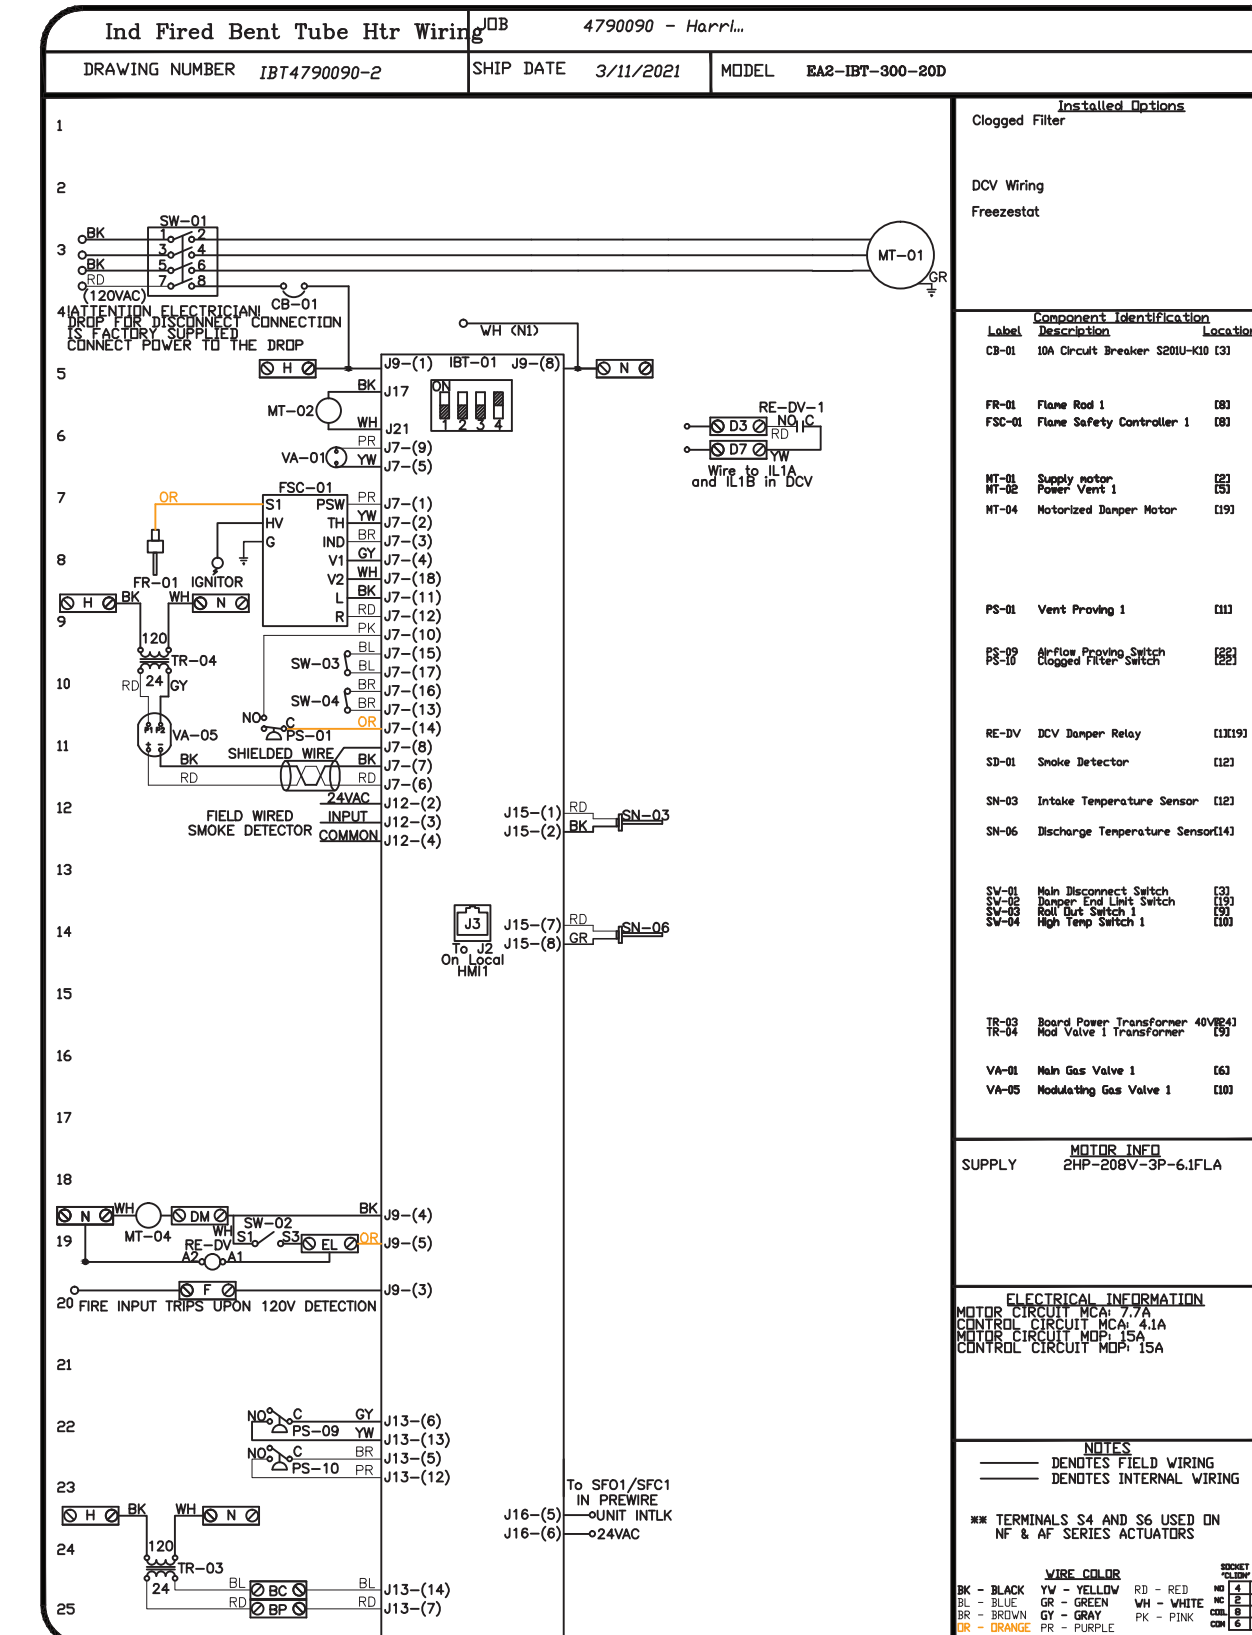 Ind Fired Bent Tube Htr Wiring
JOB 4790090 - Harri...
DRAWING NUMBER IBT4790090-2
SHIP DATE 3/11/2021
MODEL EA2-IBT-300-20D
1
2
3
4
5
6
7
8
9
10
11
12
13
14
15
16
17
18
19
20
21
22
23
24
25
SW-01
BK 1 2
3 4
BK 5 6
RD 7 8
(120VAC)
CB-01
MT-01
GR
!ATTENTION ELECTRICIAN!
DROP FOR DISCONNECT CONNECTION
IS FACTORY SUPPLIED
CONNECT POWER TO THE DROP
WH (N1)
H J9-(1) IBT-01 J9-(8) N
BK J17
MT-02
WH J21
ON
1 2 3 4
PR J7-(9)
VA-01 YW J7-(5)
RE-DV-1
D3 NO C
RD
D7 YW
Wire to IL1A
and IL1B in DCV
FSC-01
OR S1 PSW PR J7-(1)
HV TH YW J7-(2)
G IND BR J7-(3)
V1 GY J7-(4)
V2 WH J7-(18)
L BK J7-(11)
R RD J7-(12)
PK J7-(10)
FR-01 IGNITOR
H BK WH N
120
TR-04
24
RD GY
P1 P2
VA-05
+ -
BL J7-(15)
SW-03 BL J7-(17)
BR J7-(16)
SW-04 BR J7-(13)
NO C OR J7-(14)
PS-01
SHIELDED WIRE J7-(8)
BK BK J7-(7)
RD RD J7-(6)
24VAC J12-(2)
FIELD WIRED INPUT J12-(3)
SMOKE DETECTOR COMMON J12-(4)
J15-(1) RD SN-03
J15-(2) BK
J3
To J2
On Local
HMI1
J15-(7) RD SN-06
J15-(8) GR
N WH DM BK J9-(4)
MT-04
WH SW-02
S1 S3 EL OR J9-(5)
RE-DV
A2 A1
F J9-(3)
FIRE INPUT TRIPS UPON 120V DETECTION
NO C GY J13-(6)
PS-09 YW J13-(13)
NO C BR J13-(5)
PS-10 PR J13-(12)
To SFO1/SFC1
IN PREWIRE
J16-(5) UNIT INTLK
J16-(6) 24VAC
H BK WH N
120
TR-03
24
BL BC BL J13-(14)
RD BP RD J13-(7)
Installed Options
Clogged Filter
DCV Wiring
Freezestat
Component Identification
Label Description Location
CB-01 10A Circuit Breaker S201U-K10 [3]
FR-01 Flame Rod 1 [8]
FSC-01 Flame Safety Controller 1 [8]
MT-01 Supply motor [2]
MT-02 Power Vent 1 [5]
MT-04 Motorized Damper Motor [19]
PS-01 Vent Proving 1 [11]
PS-09 Airflow Proving Switch [22]
PS-10 Clogged Filter Switch [22]
RE-DV DCV Damper Relay [1][19]
SD-01 Smoke Detector [12]
SN-03 Intake Temperature Sensor [12]
SN-06 Discharge Temperature Sensor[14]
SW-01 Main Disconnect Switch [3]
SW-02 Damper End Limit Switch [19]
SW-03 Roll Out Switch 1 [9]
SW-04 High Temp Switch 1 [10]
TR-03 Board Power Transformer 40VA[24]
TR-04 Mod Valve 1 Transformer [9]
VA-01 Main Gas Valve 1 [6]
VA-05 Modulating Gas Valve 1 [10]
MOTOR INFO
SUPPLY 2HP-208V-3P-6.1FLA
ELECTRICAL INFORMATION
MOTOR CIRCUIT MCA: 7.7A
CONTROL CIRCUIT MCA: 4.1A
MOTOR CIRCUIT MOP: 15A
CONTROL CIRCUIT MOP: 15A
NOTES
DENOTES FIELD WIRING
DENOTES INTERNAL WIRING
** TERMINALS S4 AND S6 USED ON
NF & AF SERIES ACTUATORS
WIRE COLOR
BK - BLACK YW - YELLOW RD - RED
BL - BLUE GR - GREEN WH - WHITE
BR - BROWN GY - GRAY PK - PINK
OR - ORANGE PR - PURPLE
SOCKET
NO 4
NC 2
COIL 8
COM 6